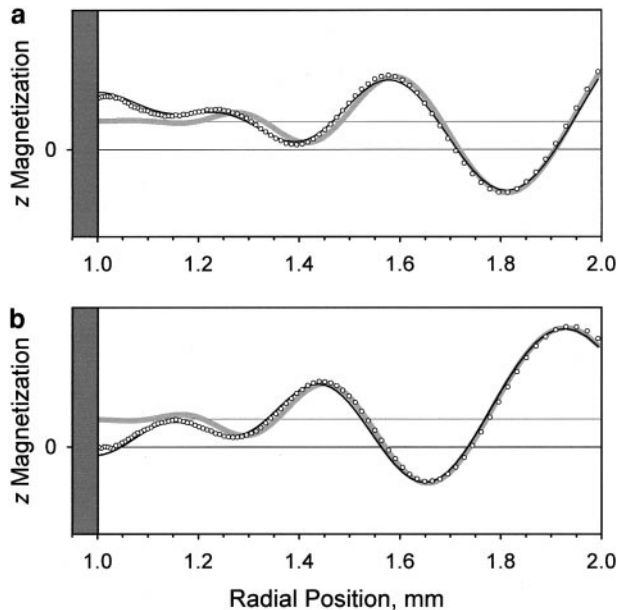 a
z Magnetization
0
1.0 1.2 1.4 1.6 1.8 2.0
b
z Magnetization
0
1.0 1.2 1.4 1.6 1.8 2.0
Radial Position, mm